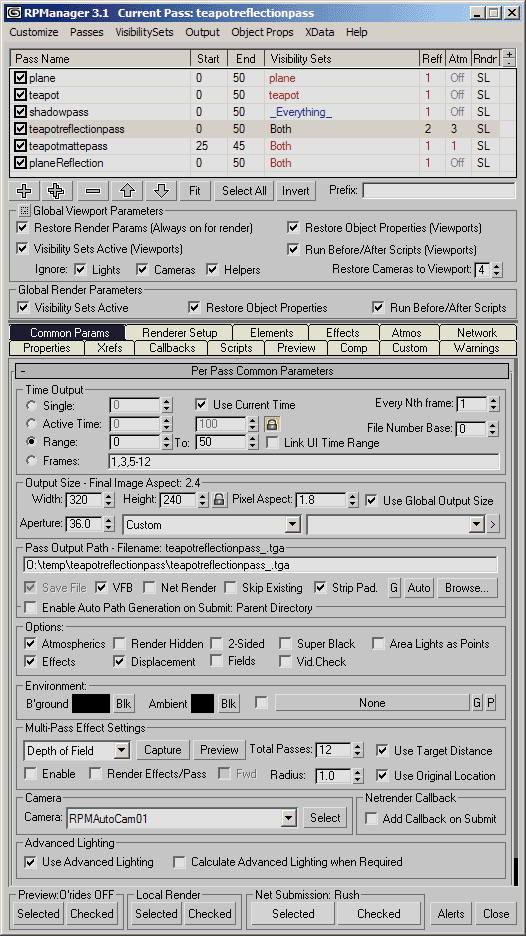 RPManager 3.1 Current Pass: teapotreflectionpass
Customize Passes VisibilitySets Output Object Props XData Help
Pass Name Start End Visibility Sets Reff Atm Rndr
plane 0 50 plane 1 Off SL
teapot 0 50 teapot 1 Off SL
shadowpass 0 50 _Everything_ 1 Off SL
teapotreflectionpass 0 50 Both 2 3 SL
teapotmattepass 25 45 Both 1 1 SL
planeReflection 0 50 Both 1 Off SL
Fit Select All Invert Prefix:
Global Viewport Parameters
Restore Render Params (Always on for render) Restore Object Properties (Viewports)
Visibility Sets Active (Viewports) Run Before/After Scripts (Viewports)
Ignore: Lights Cameras Helpers Restore Cameras to Viewport: 4
Global Render Parameters
Visibility Sets Active Restore Object Properties Run Before/After Scripts
Common Params Renderer Setup Elements Effects Atmos Network
Properties Xrefs Callbacks Scripts Preview Comp Custom Warnings
- Per Pass Common Parameters
Time Output
Single: 0 Use Current Time Every Nth frame: 1
Active Time: 0 100 File Number Base: 0
Range: 0 To: 50 Link UI Time Range
Frames: 1,3,5-12
Output Size - Final Image Aspect: 2.4
Width: 320 Height: 240 Pixel Aspect: 1.8 Use Global Output Size
Aperture: 36.0 Custom >
Pass Output Path - Filename: teapotreflectionpass_.tga
O:\temp\teapotreflectionpass\teapotreflectionpass_.tga
Save File VFB Net Render Skip Existing Strip Pad. G Auto Browse...
Enable Auto Path Generation on Submit: Parent Directory
Options:
Atmospherics Render Hidden 2-Sided Super Black Area Lights as Points
Effects Displacement Fields Vid.Check
Environment:
B'ground Blk Ambient Blk None G P
Multi-Pass Effect Settings
Depth of Field Capture Preview Total Passes: 12 Use Target Distance
Enable Render Effects/Pass Fwd Radius: 1.0 Use Original Location
Camera Netrender Callback
Camera: RPMAutoCam01 Select Add Callback on Submit
Advanced Lighting
Use Advanced Lighting Calculate Advanced Lighting when Required
Preview:O'rides OFF Local Render Net Submission: Rush
Selected Checked Selected Checked Selected Checked Alerts Close